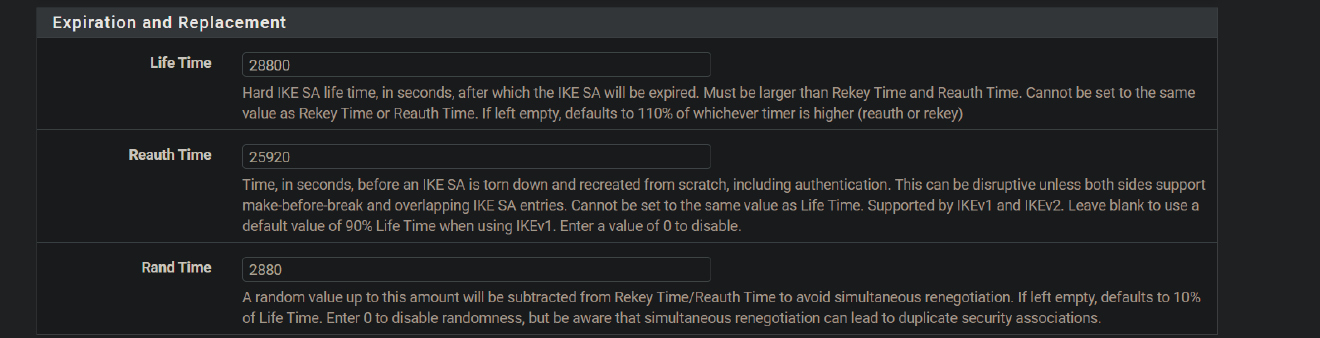 Expiration and Replacement
Life Time
28800
Hard IKE SA life time, in seconds, after which the IKE SA will be expired. Must be larger than Rekey Time and Reauth Time. Cannot be set to the same
value as Rekey Time or Reauth Time. If left empty, defaults to 110% of whichever timer is higher (reauth or rekey)
Reauth Time
25920
Time, in seconds, before an IKE SA is torn down and recreated from scratch, including authentication. This can be disruptive unless both sides support
make-before-break and overlapping IKE SA entries. Cannot be set to the same value as Life Time. Supported by IKEv1 and IKEv2. Leave blank to use a
default value of 90% Life Time when using IKEv1. Enter a value of 0 to disable.
Rand Time
2880
A random value up to this amount will be subtracted from Rekey Time/Reauth Time to avoid simultaneous renegotiation. If left empty, defaults to 10%
of Life Time. Enter 0 to disable randomness, but be aware that simultaneous renegotiation can lead to duplicate security associations.